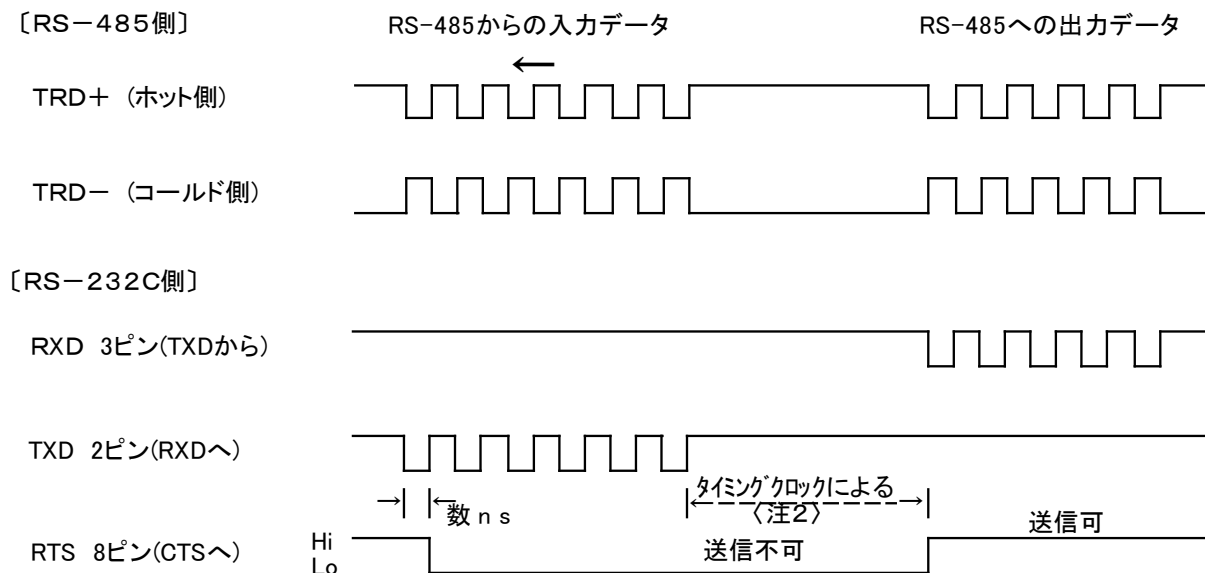 〔RS－４８５側〕
RS-485からの入力データ
RS-485への出力データ
←
TRD＋ (ホット側)
TRD－ (コールド側)
〔RS－２３２C側〕
RXD 3ピン(TXDから)
TXD 2ピン(RXDへ)
タイミングクロックによる
〈注2〉
数ns
RTS 8ピン(CTSへ)
Hi
Lo
送信不可
送信可